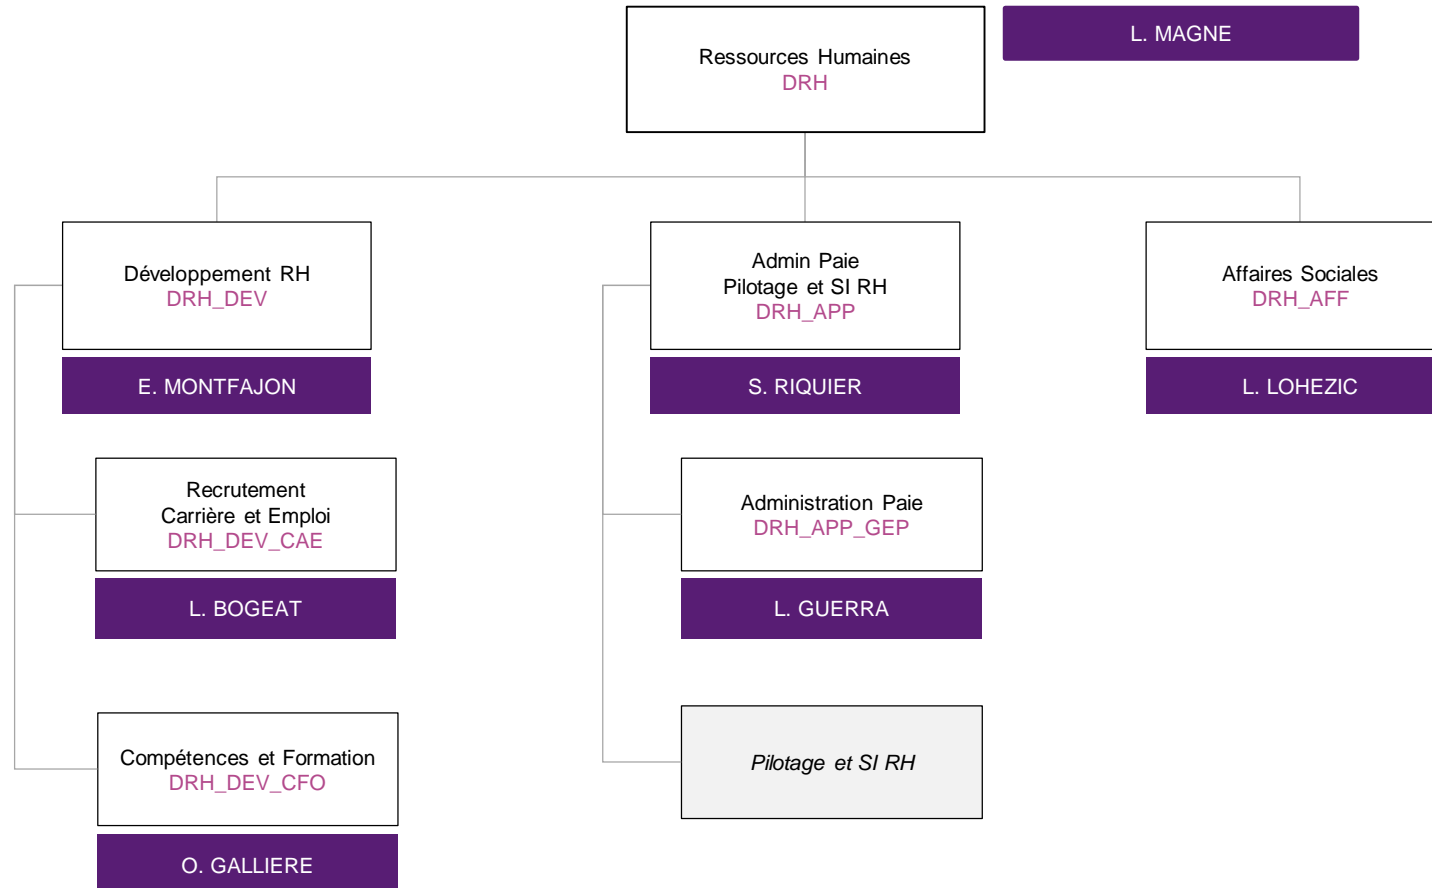 Ressources Humaines
DRH
L. MAGNE
Développement RH
DRH_DEV
E. MONTFAJON
Admin Paie
Pilotage et SI RH
DRH_APP
S. RIQUIER
Affaires Sociales
DRH_AFF
L. LOHEZIC
Recrutement
Carrière et Emploi
DRH_DEV_CAE
L. BOGEAT
Administration Paie
DRH_APP_GEP
L. GUERRA
Compétences et Formation
DRH_DEV_CFO
O. GALLIERE
Pilotage et SI RH